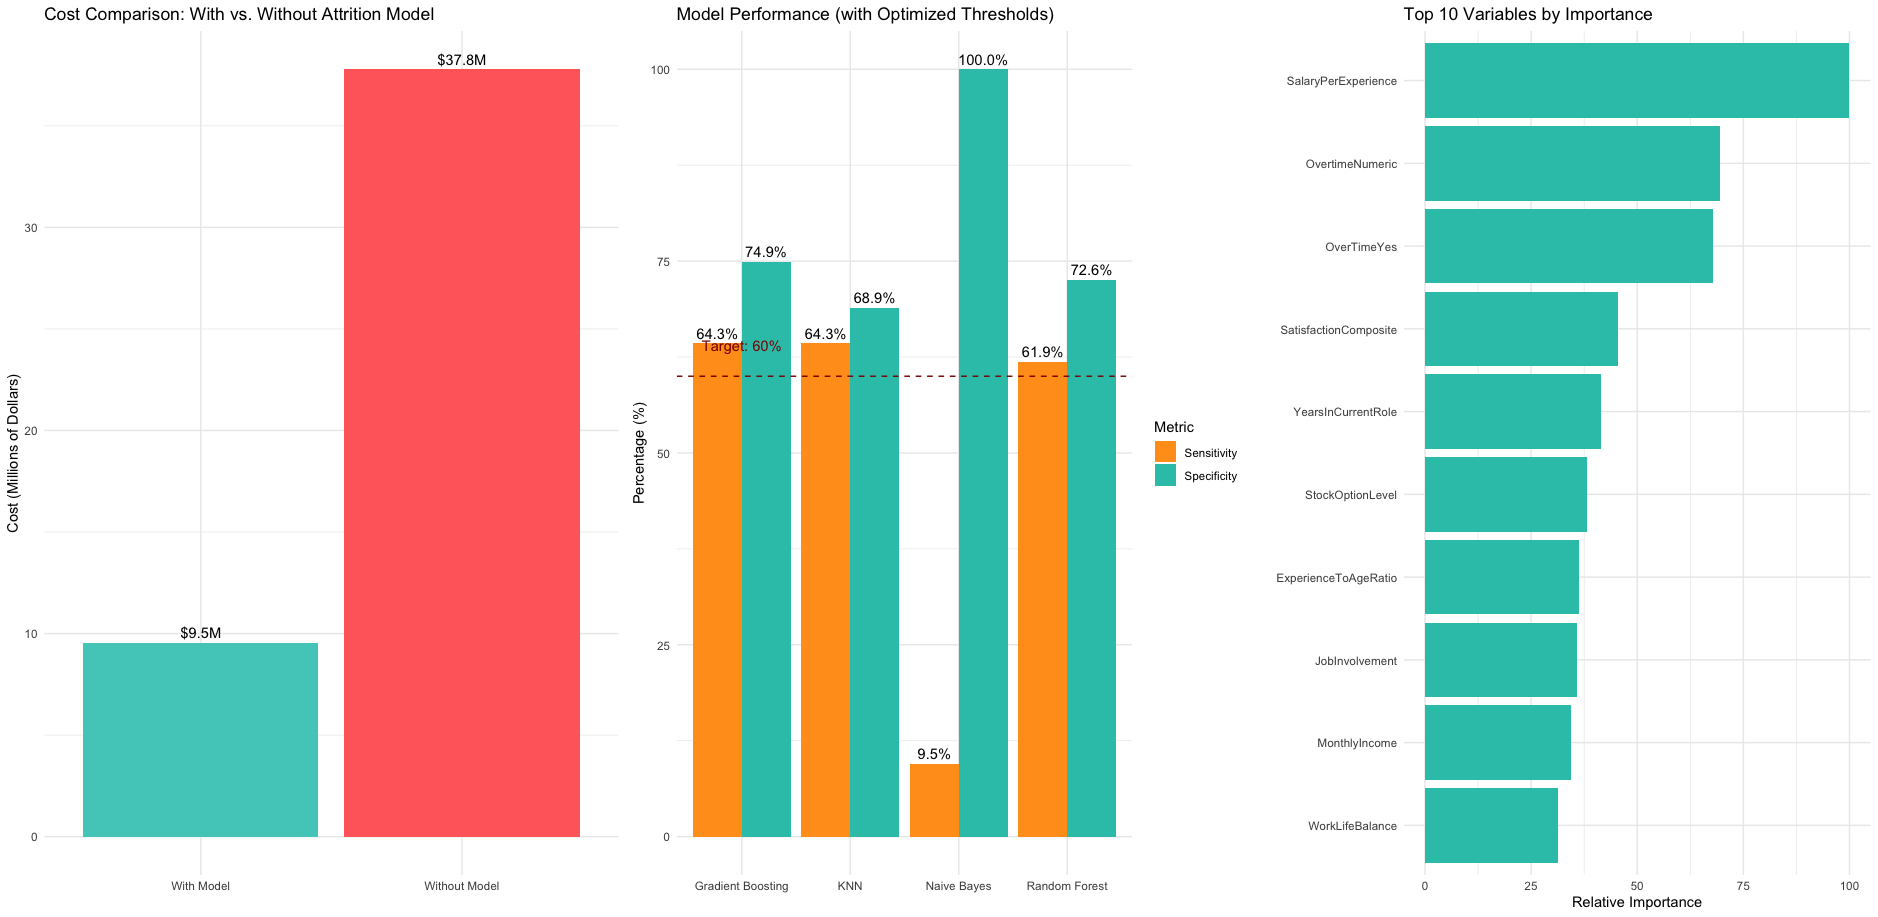 Cost Comparison: With vs. Without Attrition Model
Cost (Millions of Dollars)
30
20
10
0
$9.5M
$37.8M
With Model
Without Model
Model Performance (with Optimized Thresholds)
Percentage (%)
100
75
50
25
0
64.3%
74.9%
64.3%
68.9%
9.5%
100.0%
61.9%
72.6%
Target: 60%
Gradient Boosting
KNN
Naive Bayes
Random Forest
Metric
Sensitivity
Specificity
Top 10 Variables by Importance
SalaryPerExperience
OvertimeNumeric
OverTimeYes
SatisfactionComposite
YearsInCurrentRole
StockOptionLevel
ExperienceToAgeRatio
JobInvolvement
MonthlyIncome
WorkLifeBalance
0
25
50
75
100
Relative Importance